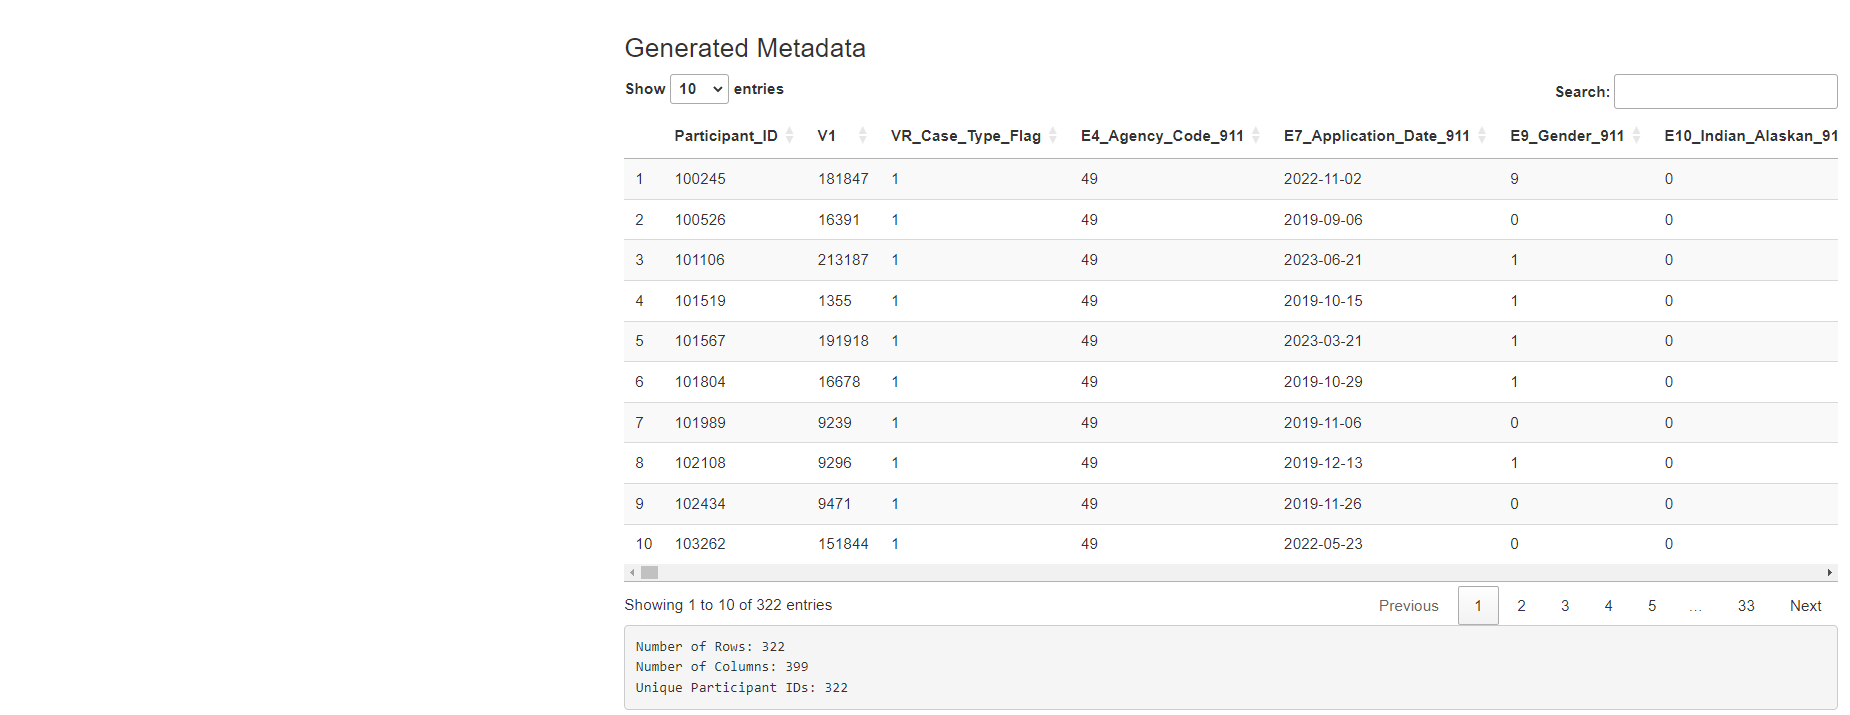 Generated Metadata
Show 10 entries Search:
Participant_ID V1 VR_Case_Type_Flag E4_Agency_Code_911 E7_Application_Date_911 E9_Gender_911 E10_Indian_Alaskan_91
1 100245 181847 1 49 2022-11-02 9 0
2 100526 16391 1 49 2019-09-06 0 0
3 101106 213187 1 49 2023-06-21 1 0
4 101519 1355 1 49 2019-10-15 1 0
5 101567 191918 1 49 2023-03-21 1 0
6 101804 16678 1 49 2019-10-29 1 0
7 101989 9239 1 49 2019-11-06 0 0
8 102108 9296 1 49 2019-12-13 1 0
9 102434 9471 1 49 2019-11-26 0 0
10 103262 151844 1 49 2022-05-23 0 0
Showing 1 to 10 of 322 entries Previous 1 2 3 4 5 … 33 Next
Number of Rows: 322
Number of Columns: 399
Unique Participant IDs: 322